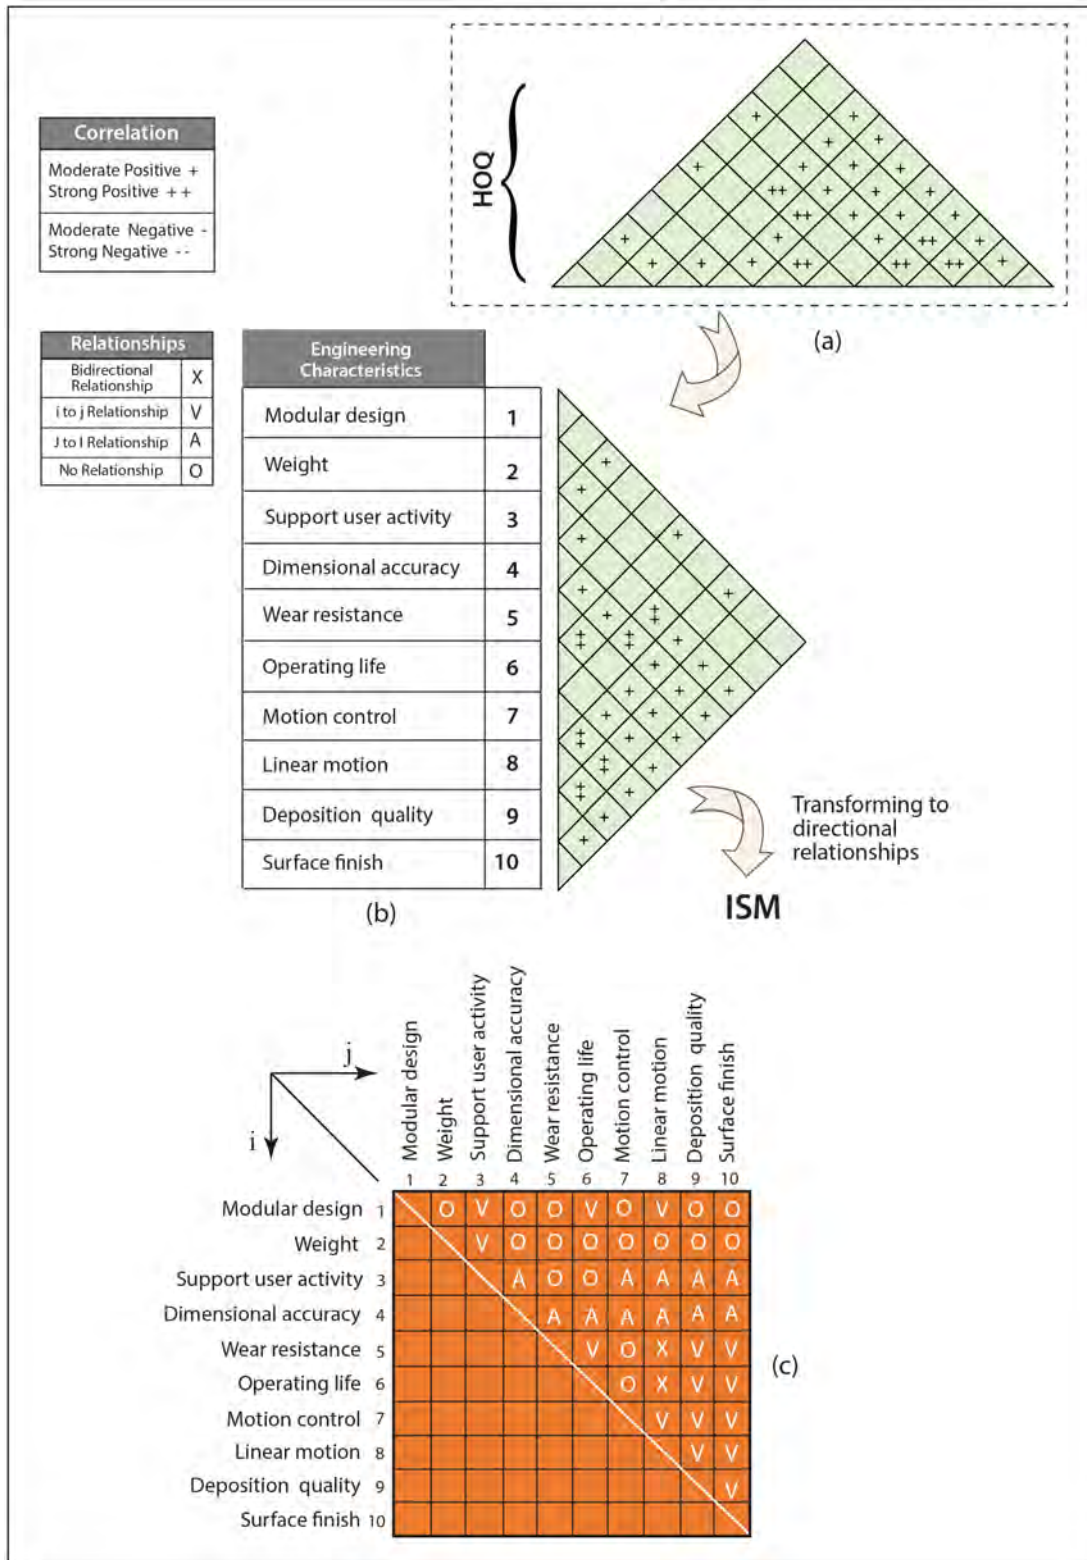 HOQ
+ +
+ +
+ + +
++ + + +
++ + + +
+ + + ++ +
+ + + ++ + ++ ++ +
(a)
Correlation
Moderate Positive +
Strong Positive ++
Moderate Negative -
Strong Negative --
Relationships
Bidirectional Relationship X
i to j Relationship V
J to I Relationship A
No Relationship O
Engineering
Characteristics
Modular design 1
Weight 2
Support user activity 3
Dimensional accuracy 4
Wear resistance 5
Operating life 6
Motion control 7
Linear motion 8
Deposition quality 9
Surface finish 10
+
+
+ +
+ +
+ ++
++ ++ +
+ +
+ + +
+ + +
++ + +
++ +
++ +
+
+
(b)
Transforming to
directional
relationships
ISM
j
i
Modular design
Weight
Support user activity
Dimensional accuracy
Wear resistance
Operating life
Motion control
Linear motion
Deposition quality
Surface finish
1 2 3 4 5 6 7 8 9 10
Modular design 1 O V O O V O V O O
Weight 2 V O O O O O O O
Support user activity 3 A O O A A A A
Dimensional accuracy 4 A A A A A A
Wear resistance 5 V O X V V
Operating life 6 O X V V
Motion control 7 V V V
Linear motion 8 V V
Deposition quality 9 V
Surface finish 10
(c)